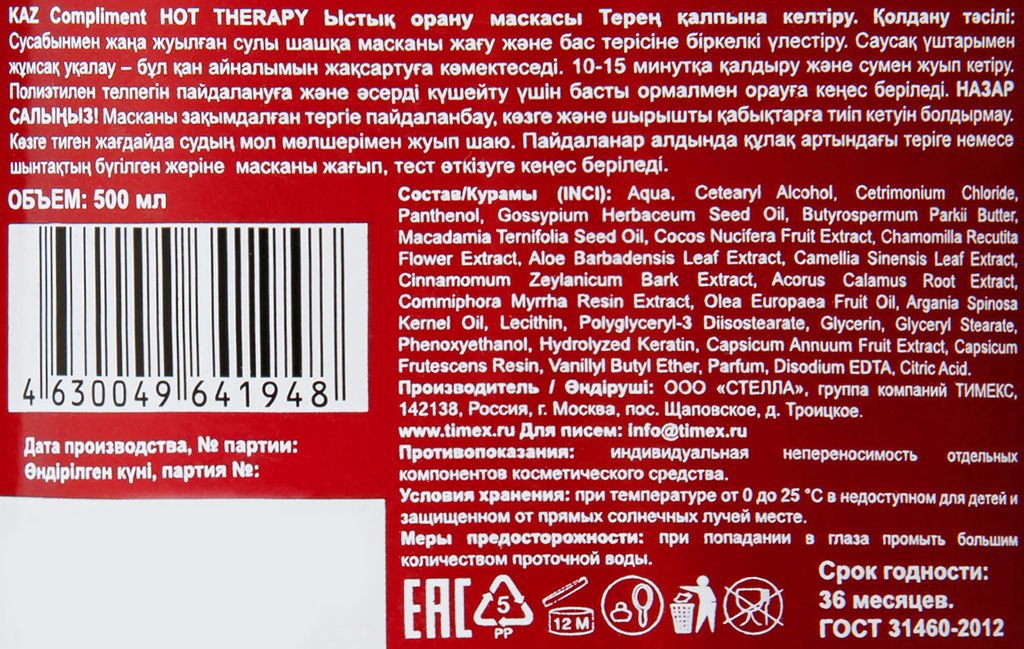 KAZ Compliment HOT THERAPY Ыстық орану маскасы Терең қалпына келтіру. Қолдану тәсілі:
Сусабынмен жаңа жуылған сулы шашқа масканы жағу және бас терісіне біркелкі үлестіру. Саусақ ұштарымен
жұмсақ уқалау – бұл қан айналымын жақсартуға көмектеседі. 10-15 минутқа қалдыру және сумен жуып кетіру.
Полиэтилен телпегін пайдалануға және әсерді күшейту үшін басты ормалмен орауға кеңес беріледі. НАЗАР
САЛЫҢЫЗ! Масканы зақымдалған тергіе пайдаланбау, көзге және шырышты қабықтарға тиіп кетуін болдырмау.
Көзге тиген жағдайда судың мол мөлшерімен жуып шаю. Пайдаланар алдында құлақ артындағы теріге немесе
шынтақтың бүгілген жеріне масканы жағып, тест өткізуге кеңес беріледі.
ОБЪЕМ: 500 мл
4 630049 641948
Дата производства, № партии:
Өндірілген күні, партия №:
Состав/Курамы (INCI): Aqua, Cetearyl Alcohol, Cetrimonium Chloride,
Panthenol, Gossypium Herbaceum Seed Oil, Butyrospermum Parkii Butter,
Macadamia Ternifolia Seed Oil, Cocos Nucifera Fruit Extract, Chamomilla Recutita
Flower Extract, Aloe Barbadensis Leaf Extract, Camellia Sinensis Leaf Extract,
Cinnamomum Zeylanicum Bark Extract, Acorus Calamus Root Extract,
Commiphora Myrrha Resin Extract, Olea Europaea Fruit Oil, Argania Spinosa
Kernel Oil, Lecithin, Polyglyceryl-3 Diisostearate, Glycerin, Glyceryl Stearate,
Phenoxyethanol, Hydrolyzed Keratin, Capsicum Annuum Fruit Extract, Capsicum
Frutescens Resin, Vanillyl Butyl Ether, Parfum, Disodium EDTA, Citric Acid.
Производитель / Өндіруші: ООО «СТЕЛЛА», группа компаний ТИМЕКС,
142138, Россия, г. Москва, пос. Щаповское, д. Троицкое.
www.timex.ru Для писем: info@timex.ru
Противопоказания: индивидуальная непереносимость отдельных
компонентов косметического средства.
Условия хранения: при температуре от 0 до 25 °C в недоступном для детей и
защищенном от прямых солнечных лучей месте.
Меры предосторожности: при попадании в глаза промыть большим
количеством проточной воды.
EAC
5
PP
12 M
Срок годности:
36 месяцев.
ГОСТ 31460-2012